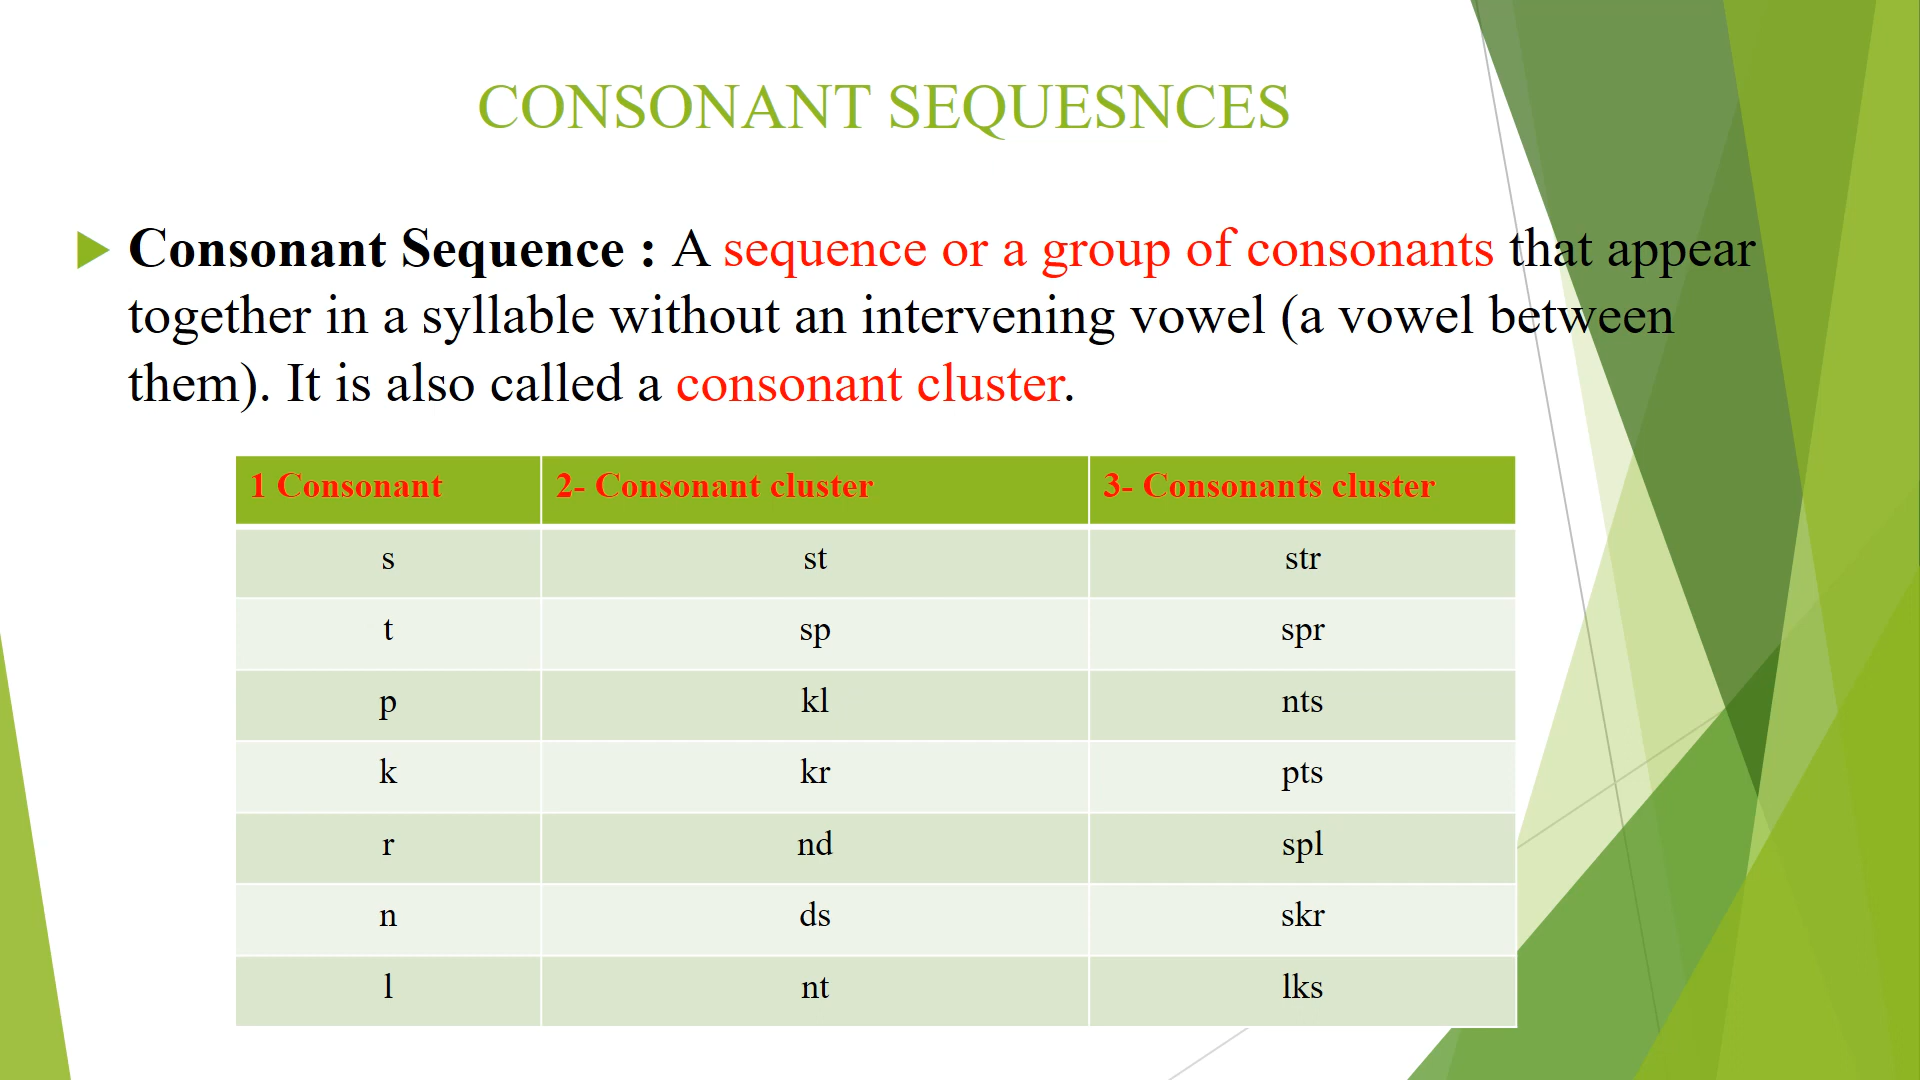 CONSONANT SEQUESNCES
Consonant Sequence : A sequence or a group of consonants that appear
together in a syllable without an intervening vowel (a vowel between
them). It is also called a consonant cluster.
1 Consonant 2- Consonant cluster 3- Consonants cluster
s st str
t sp spr
p kl nts
k kr pts
r nd spl
n ds skr
l nt lks